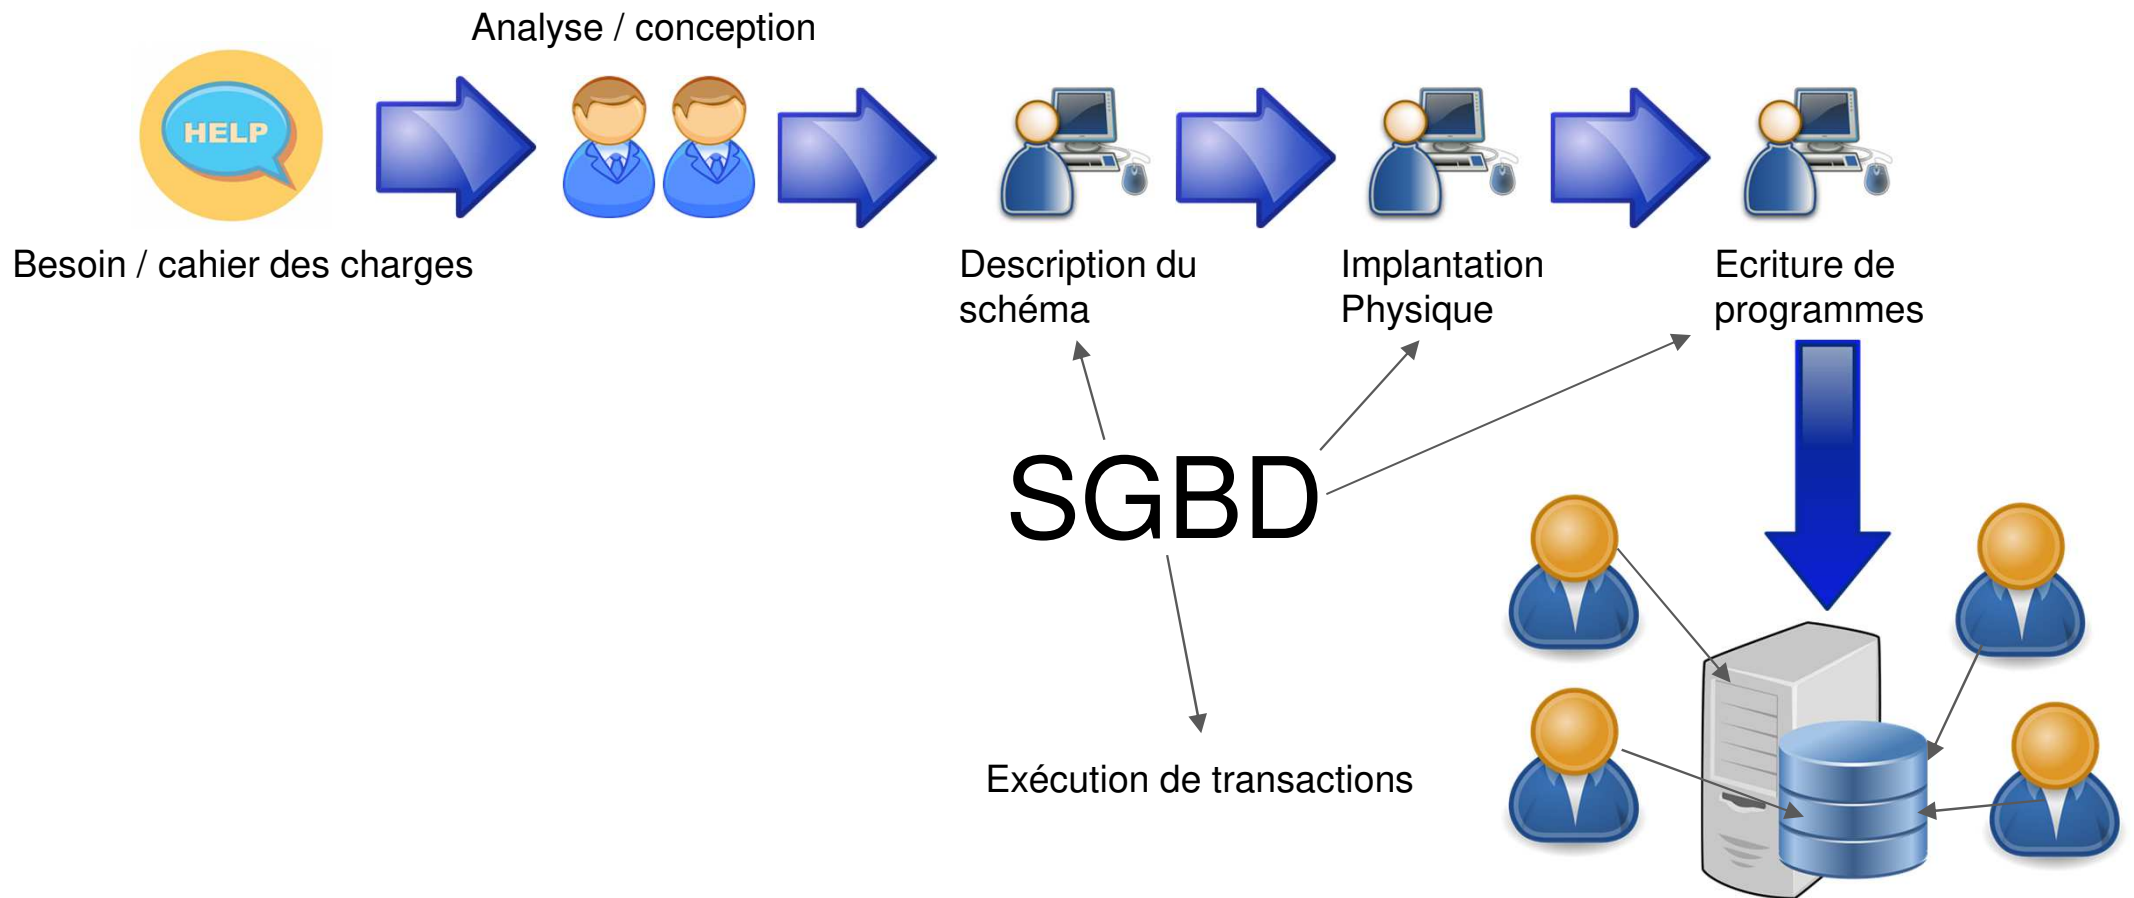 Analyse / conception
HELP
Besoin / cahier des charges
Description du
schéma
Implantation
Physique
Ecriture de
programmes
SGBD
Exécution de transactions